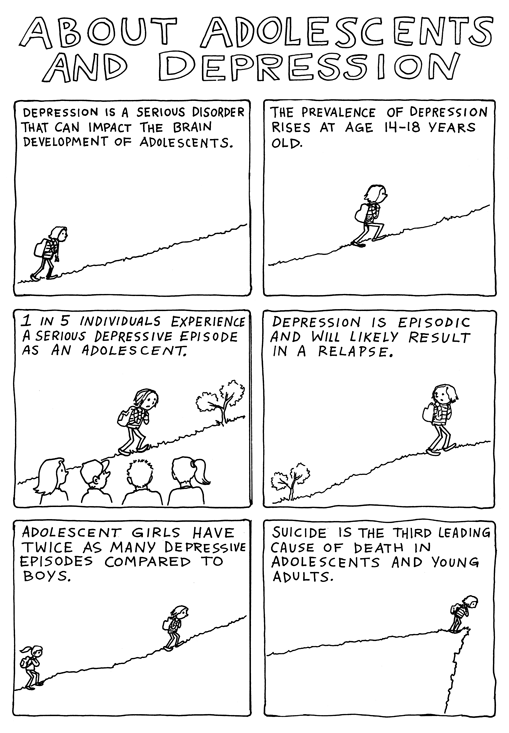 ABOUT ADOLESCENTS
AND DEPRESSION
DEPRESSION IS A SERIOUS DISORDER
THAT CAN IMPACT THE BRAIN
DEVELOPMENT OF ADOLESCENTS.
THE PREVALENCE OF DEPRESSION
RISES AT AGE 14-18 YEARS
OLD.
1 IN 5 INDIVIDUALS EXPERIENCE
A SERIOUS DEPRESSIVE EPISODE
AS AN ADOLESCENT.
DEPRESSION IS EPISODIC
AND WILL LIKELY RESULT
IN A RELAPSE.
ADOLESCENT GIRLS HAVE
TWICE AS MANY DEPRESSIVE
EPISODES COMPARED TO
BOYS.
SUICIDE IS THE THIRD LEADING
CAUSE OF DEATH IN
ADOLESCENTS AND YOUNG
ADULTS.